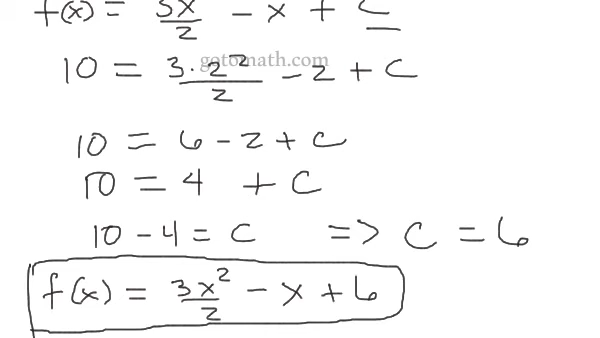 f(x) = 3x/2 - x + C
gotomath.com
10 = 3·2²/2 - 2 + C
10 = 6 - 2 + C
10 = 4 + C
10 - 4 = C => C = 6
f(x) = 3x²/2 - x + 6